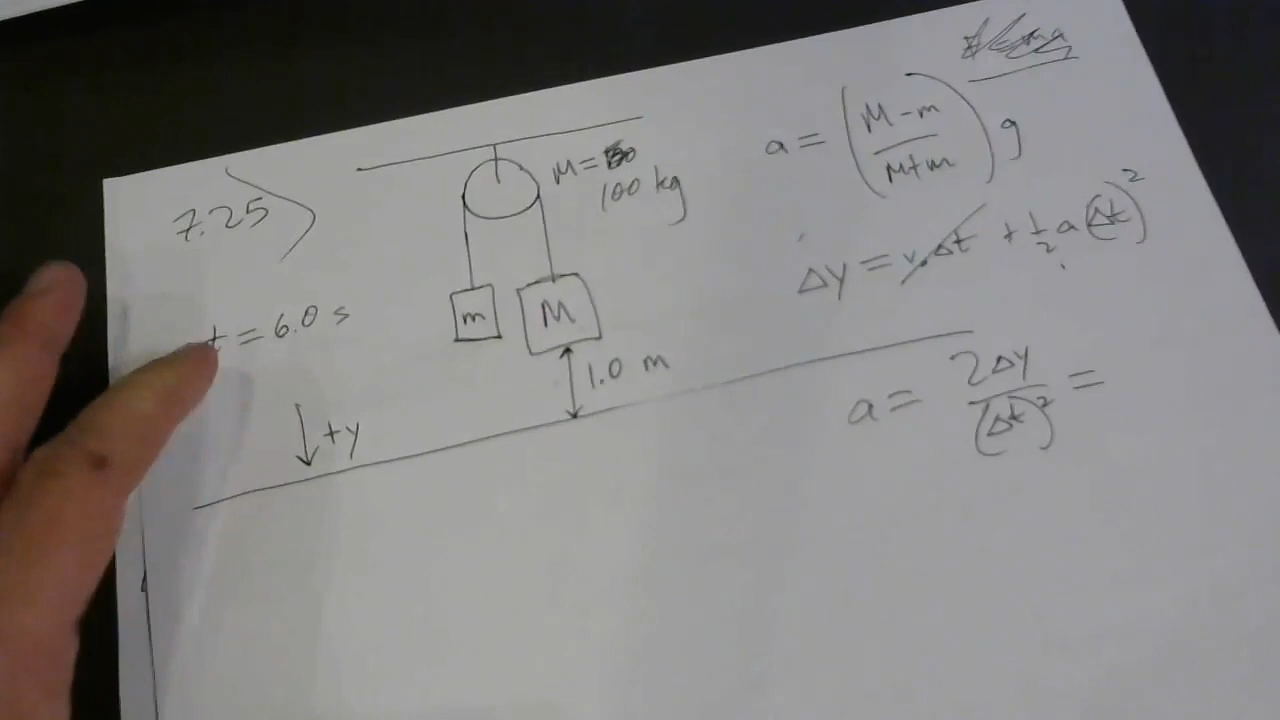 7.25
M = 100 kg
a = (M - m / M + m) g
Δy = v₀Δt + ½ a (Δt)²
m
M
t = 6.0 s
1.0 m
+y
a = 2Δy / (Δt)² =